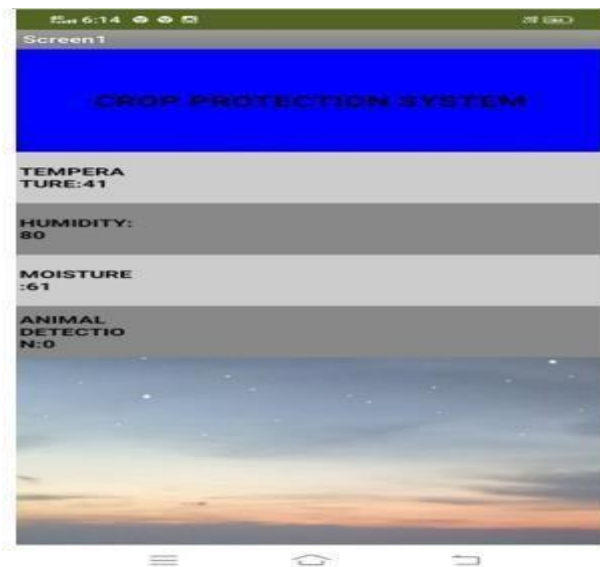 6:14
Screen1
CROP PROTECTION SYSTEM
TEMPERA
TURE:41
HUMIDITY:
80
MOISTURE
:61
ANIMAL
DETECTIO
N:0